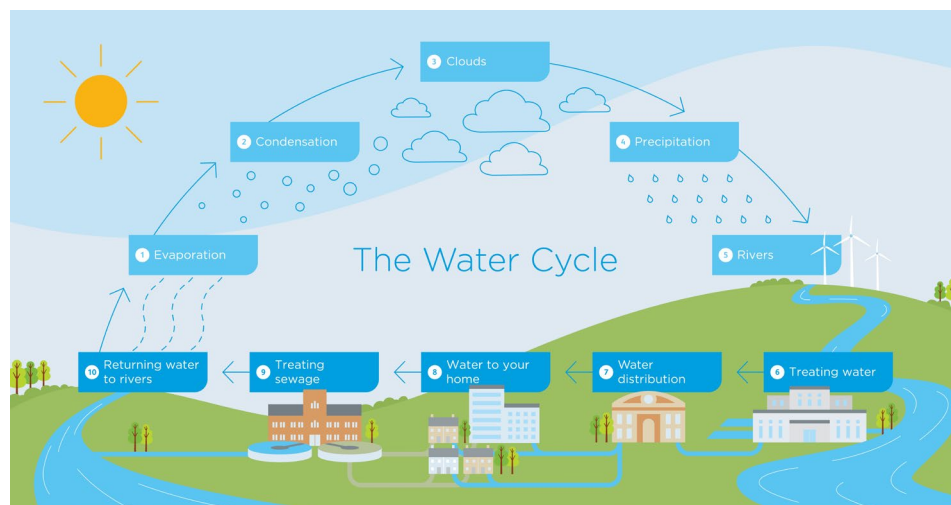 3 Clouds
2 Condensation
4 Precipitation
1 Evaporation
The Water Cycle
5 Rivers
10 Returning water
to rivers
9 Treating
sewage
8 Water to your
home
7 Water
distribution
6 Treating water